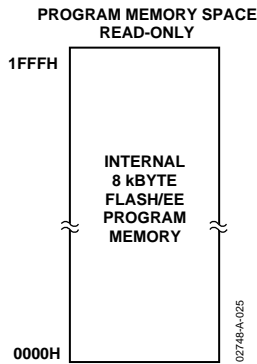 PROGRAM MEMORY SPACE
READ-ONLY
1FFFH
INTERNAL
8 kBYTE
FLASH/EE
PROGRAM
MEMORY
0000H
02748-A-025